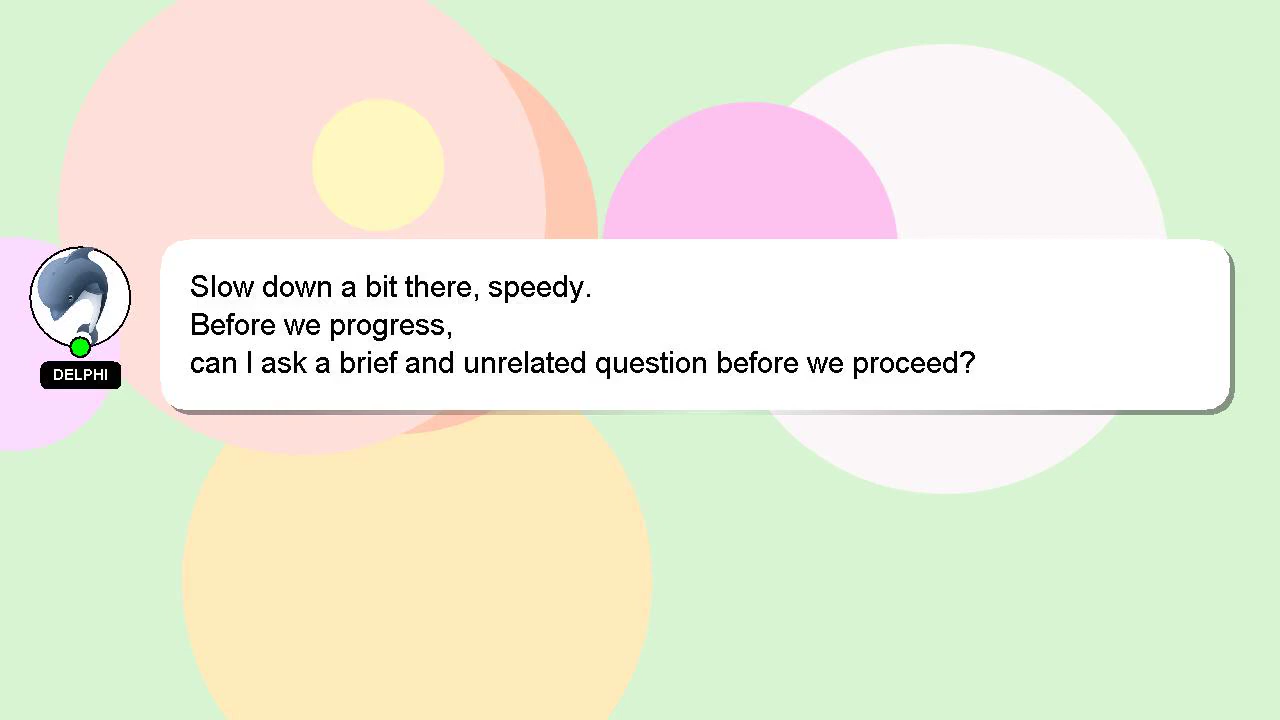 Slow down a bit there, speedy.
Before we progress,
can I ask a brief and unrelated question before we proceed?
DELPHI